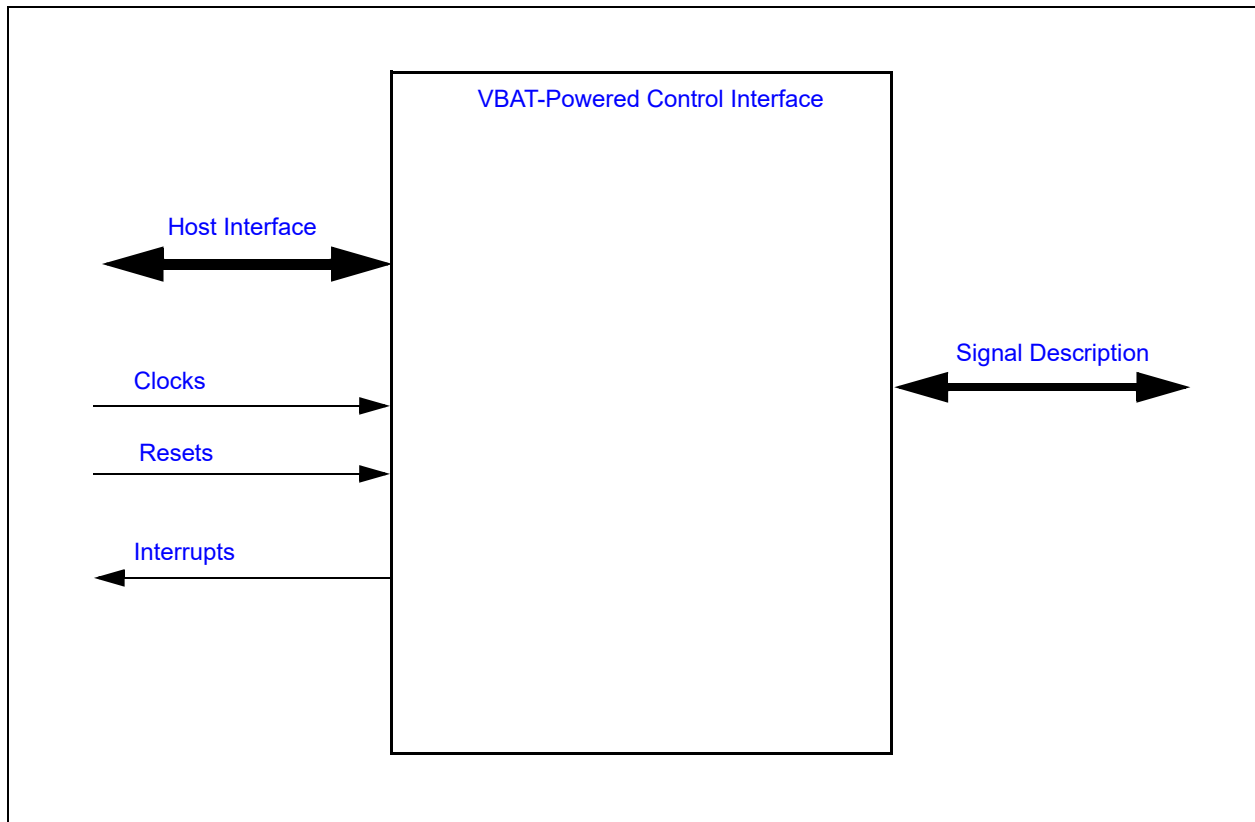 VBAT-Powered Control Interface
Host Interface
Signal Description
Clocks
Resets
Interrupts